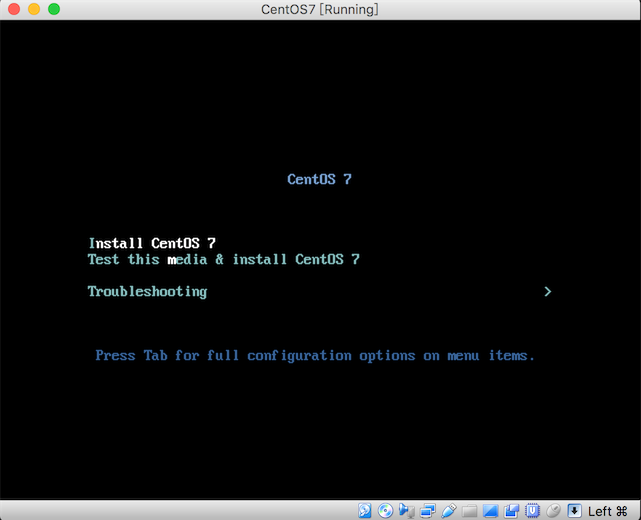 CentOS7 [Running]
CentOS 7
Install CentOS 7
Test this media & install CentOS 7
Troubleshooting >
Press Tab for full configuration options on menu items.
Left ⌘